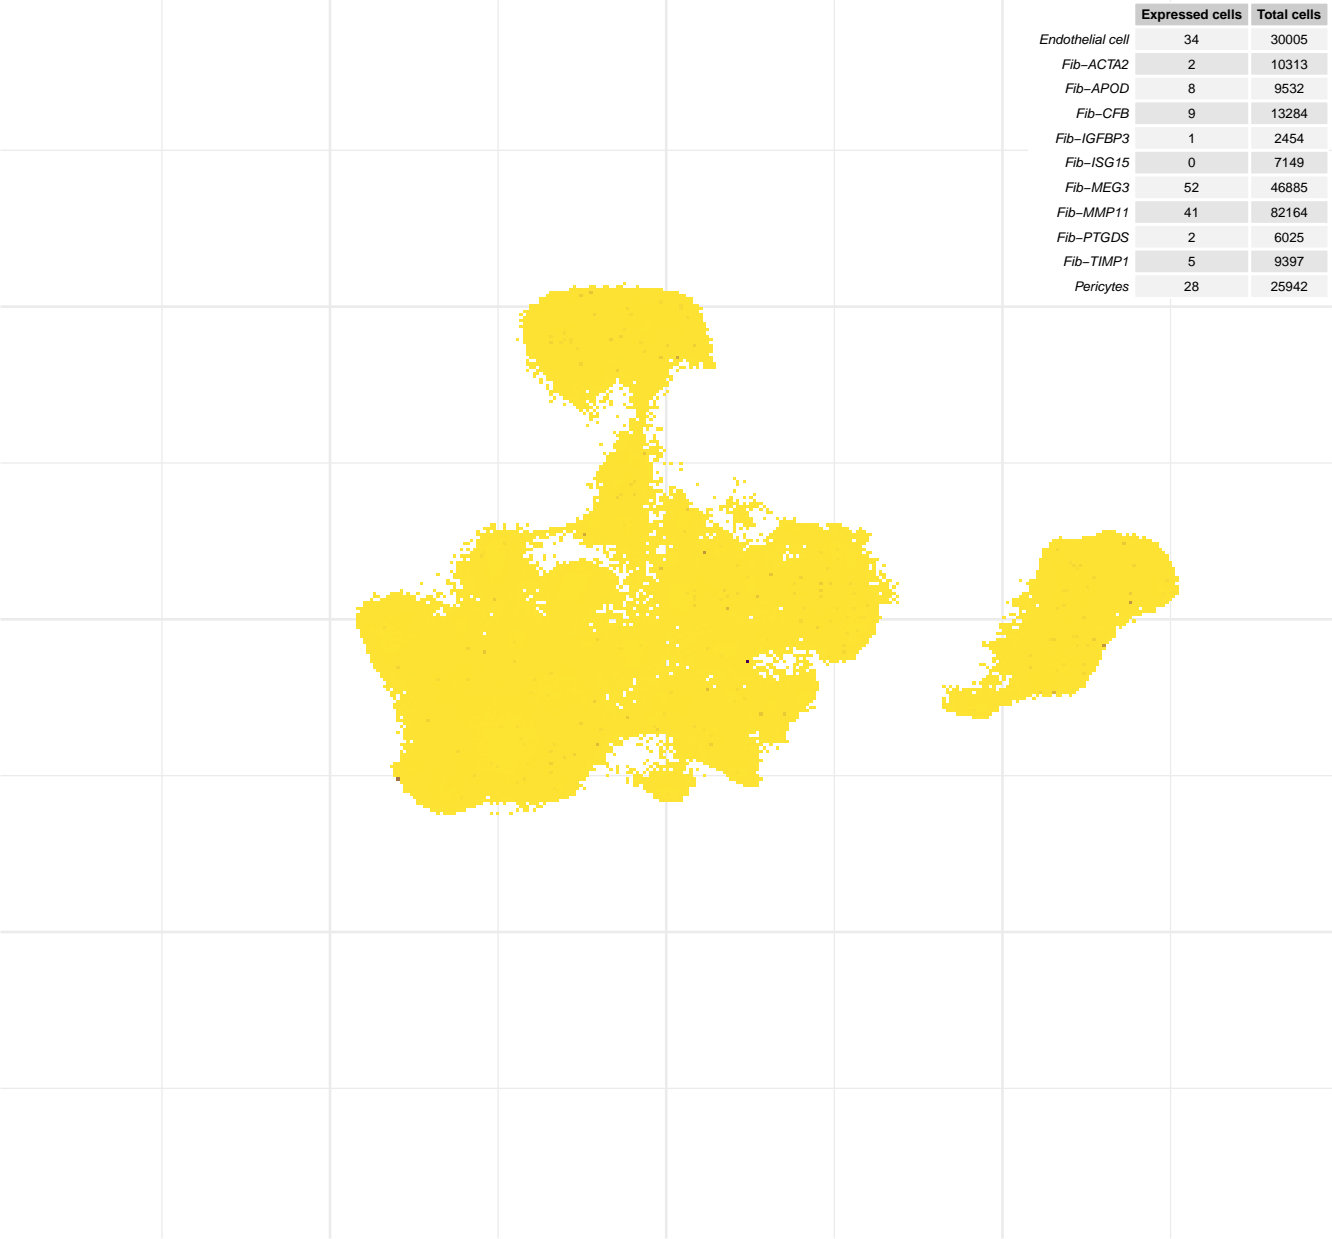 Expressed cells Total cells
Endothelial cell 34 30005
Fib−ACTA2 2 10313
Fib−APOD 8 9532
Fib−CFB 9 13284
Fib−IGFBP3 1 2454
Fib−ISG15 0 7149
Fib−MEG3 52 46885
Fib−MMP11 41 82164
Fib−PTGDS 2 6025
Fib−TIMP1 5 9397
Pericytes 28 25942